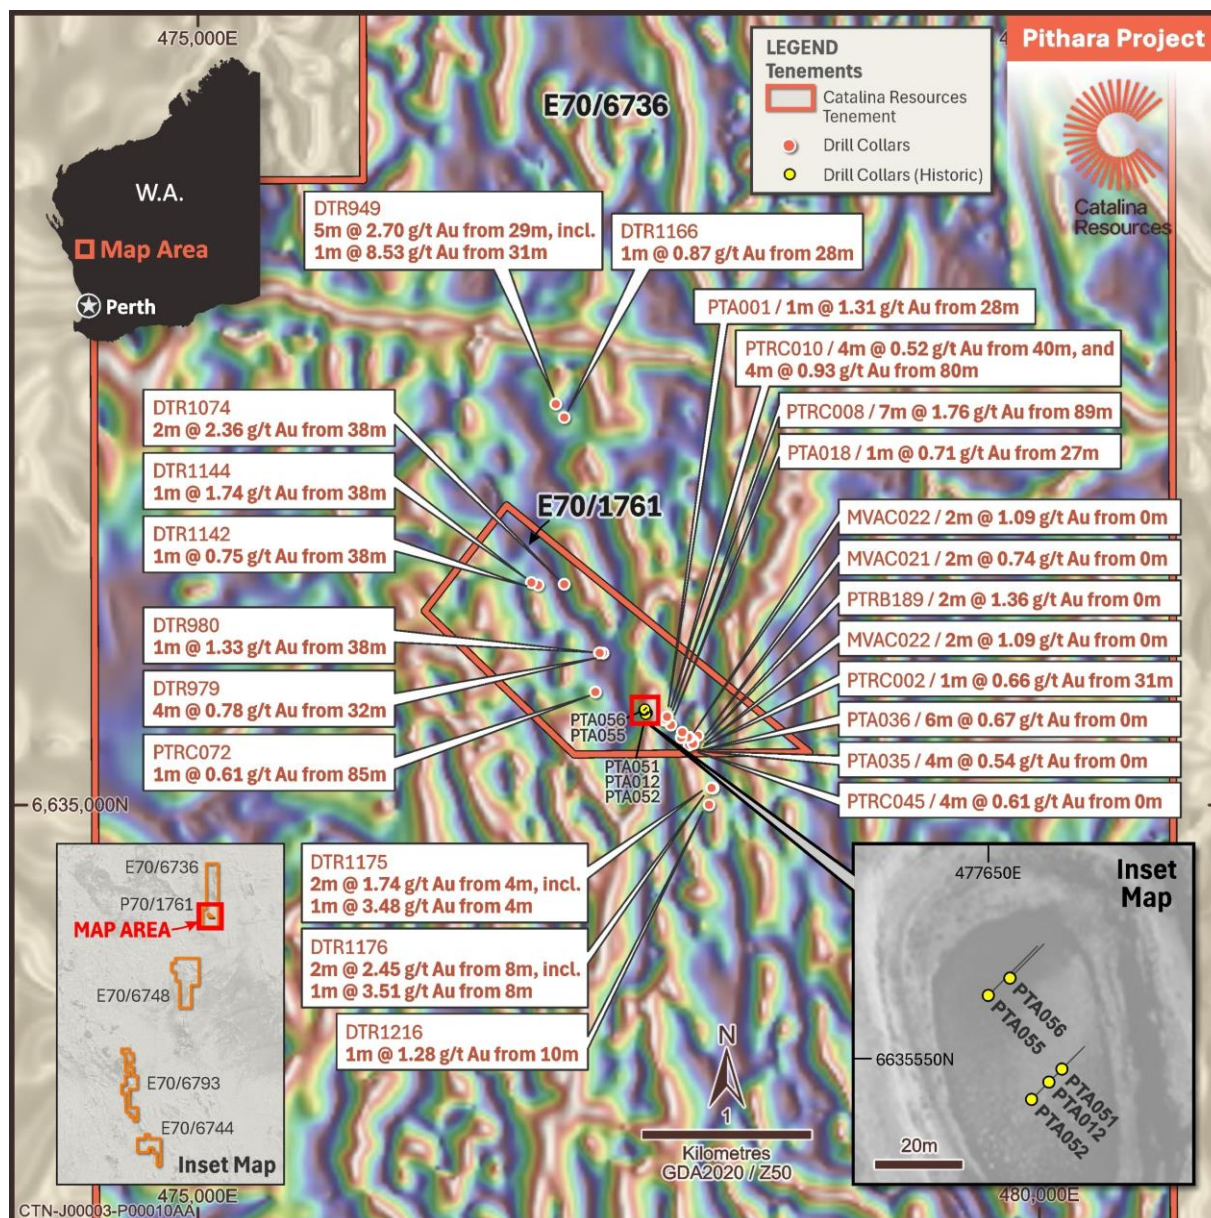 475,000E
Pithara Project
LEGEND
Tenements
Catalina Resources
Tenement
Drill Collars
Drill Collars (Historic)
Catalina
Resources
E70/6736
W.A.
Map Area
Perth
DTR949
5m @ 2.70 g/t Au from 29m, incl.
1m @ 8.53 g/t Au from 31m
DTR1166
1m @ 0.87 g/t Au from 28m
PTA001 / 1m @ 1.31 g/t Au from 28m
PTRC010 / 4m @ 0.52 g/t Au from 40m, and
4m @ 0.93 g/t Au from 80m
PTRC008 / 7m @ 1.76 g/t Au from 89m
PTA018 / 1m @ 0.71 g/t Au from 27m
DTR1074
2m @ 2.36 g/t Au from 38m
DTR1144
1m @ 1.74 g/t Au from 38m
DTR1142
1m @ 0.75 g/t Au from 38m
DTR980
1m @ 1.33 g/t Au from 38m
DTR979
4m @ 0.78 g/t Au from 32m
PTRC072
1m @ 0.61 g/t Au from 85m
E70/1761
MVAC022 / 2m @ 1.09 g/t Au from 0m
MVAC021 / 2m @ 0.74 g/t Au from 0m
PTRB189 / 2m @ 1.36 g/t Au from 0m
MVAC022 / 2m @ 1.09 g/t Au from 0m
PTRC002 / 1m @ 0.66 g/t Au from 31m
PTA036 / 6m @ 0.67 g/t Au from 0m
PTA035 / 4m @ 0.54 g/t Au from 0m
PTRC045 / 4m @ 0.61 g/t Au from 0m
PTA056
PTA055
PTA051
PTA012
PTA052
6,635,000N
DTR1175
2m @ 1.74 g/t Au from 4m, incl.
1m @ 3.48 g/t Au from 4m
DTR1176
2m @ 2.45 g/t Au from 8m, incl.
1m @ 3.51 g/t Au from 8m
DTR1216
1m @ 1.28 g/t Au from 10m
E70/6736
P70/1761
MAP AREA
E70/6748
E70/6793
E70/6744
Inset Map
N
1
Kilometres
GDA2020 / Z50
477650E
Inset
Map
PTA056
PTA055
6635550N
PTA051
PTA012
PTA052
20m
475,000E
480,000E
CTN-J00003-P00010AA